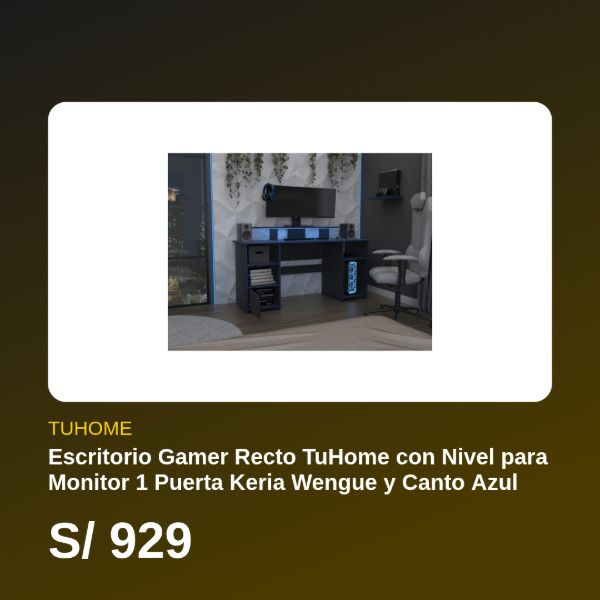 TUHOME
Escritorio Gamer Recto TuHome con Nivel para
Monitor 1 Puerta Keria Wengue y Canto Azul
S/ 929